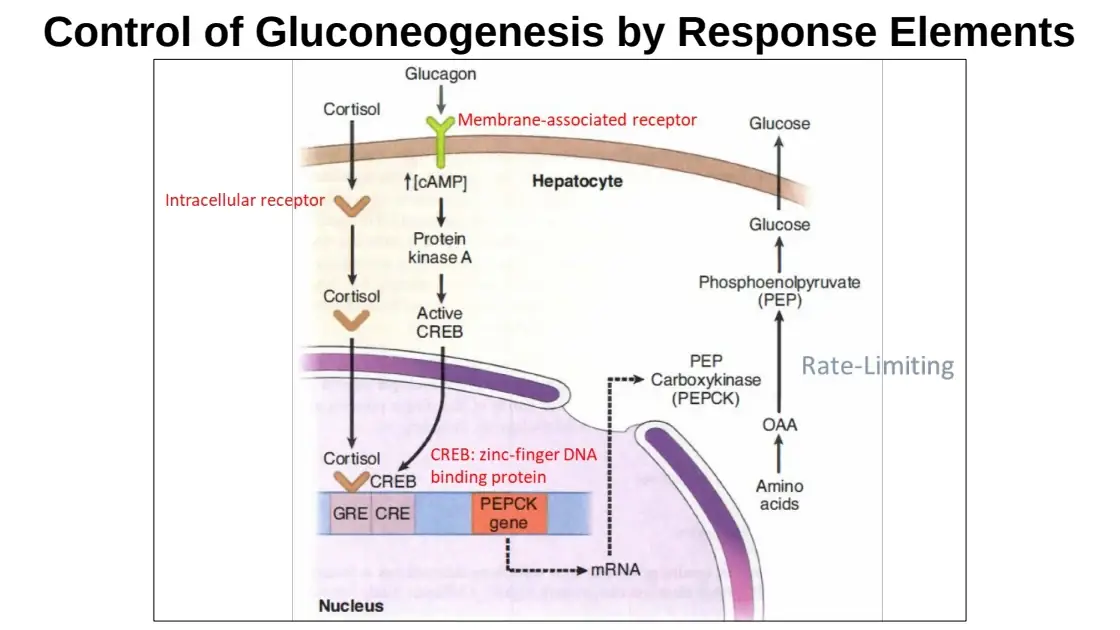 Control of Gluconeogenesis by Response Elements
Glucagon
Cortisol
Membrane-associated receptor
Glucose
↑[cAMP]
Hepatocyte
Intracellular receptor
Protein
kinase A
Glucose
Cortisol
Active
CREB
Phosphoenolpyruvate
(PEP)
PEP
Carboxykinase
(PEPCK)
Rate-Limiting
OAA
Amino
acids
Cortisol
CREB
CREB: zinc-finger DNA
binding protein
GRE
CRE
PEPCK
gene
mRNA
Nucleus